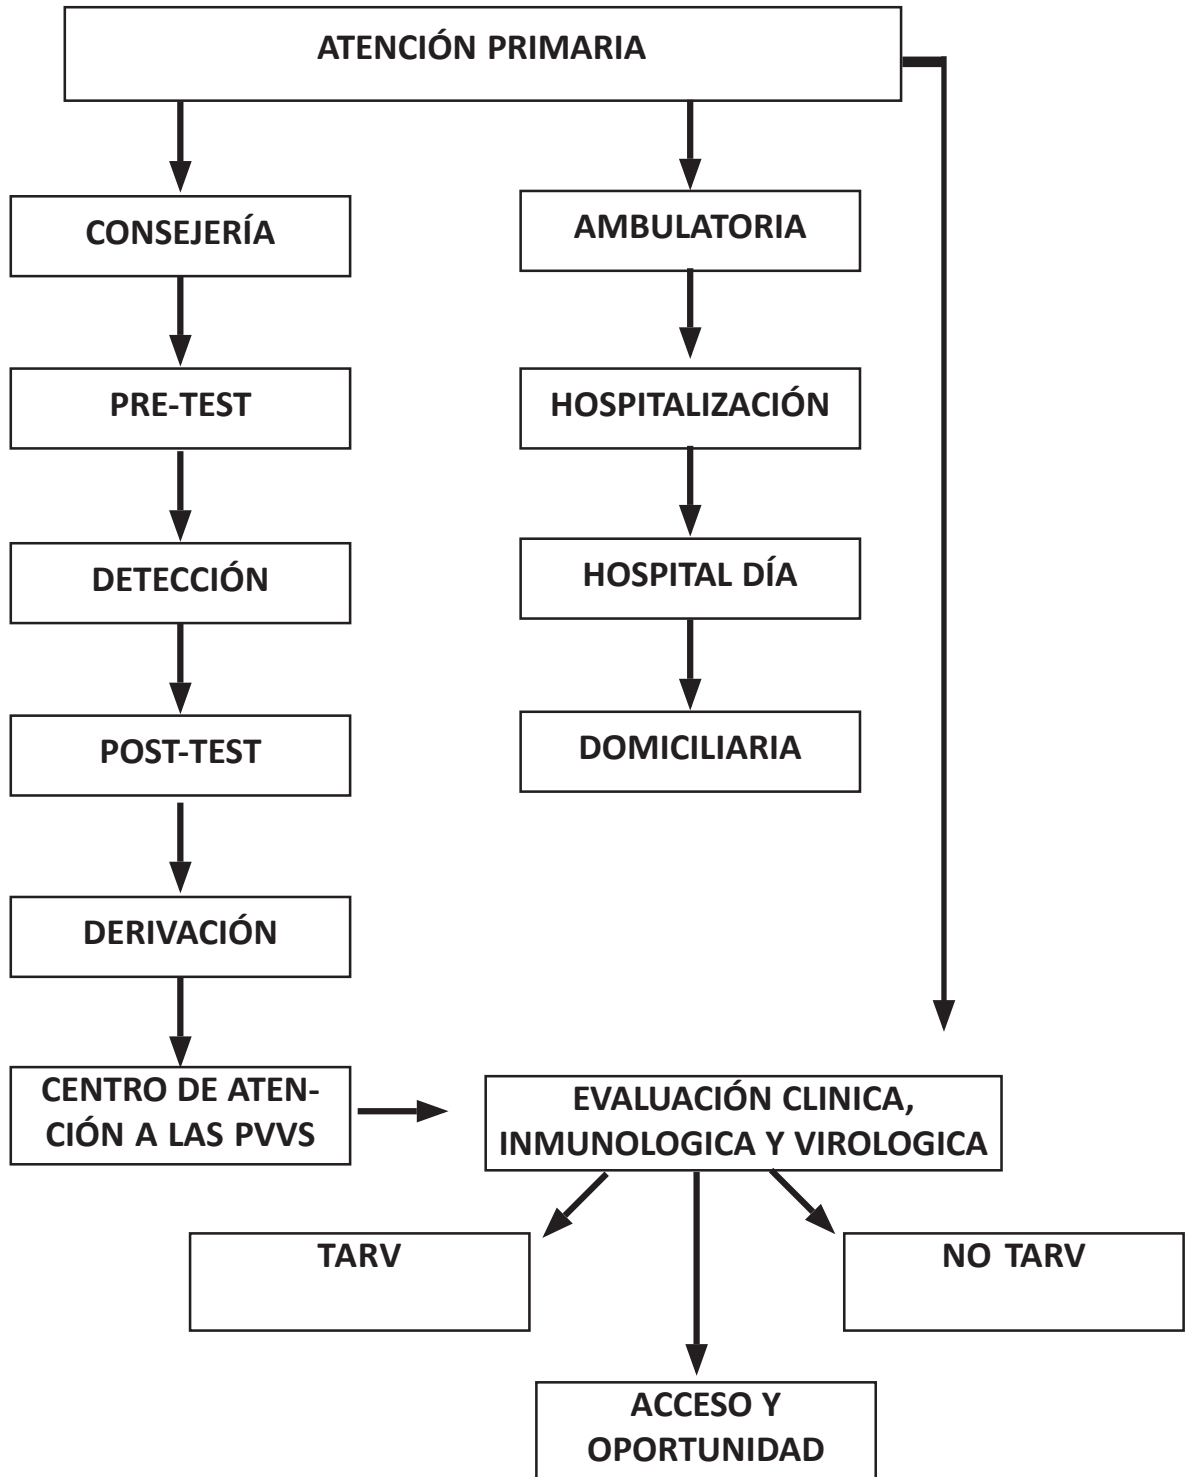 ATENCIÓN PRIMARIA
CONSEJERÍA
PRE-TEST
DETECCIÓN
POST-TEST
DERIVACIÓN
CENTRO DE ATEN-
CIÓN A LAS PVVS
AMBULATORIA
HOSPITALIZACIÓN
HOSPITAL DÍA
DOMICILIARIA
EVALUACIÓN CLINICA,
INMUNOLOGICA Y VIROLOGICA
TARV
NO TARV
ACCESO Y
OPORTUNIDAD